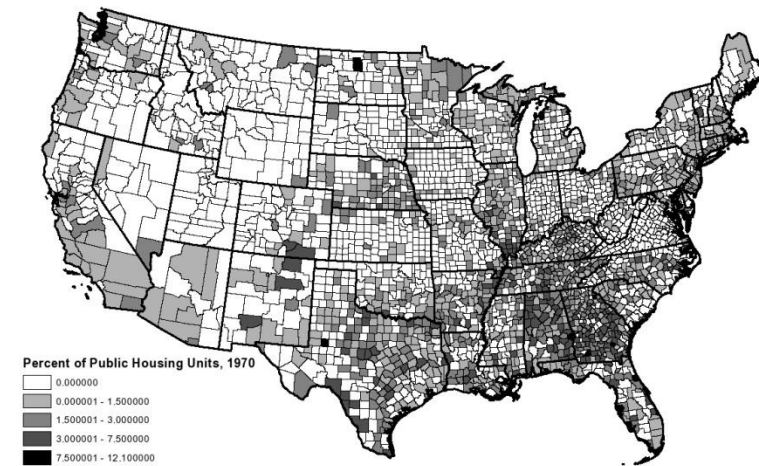 Percent of Public Housing Units, 1970
0.000000
0.000001 - 1.500000
1.500001 - 3.000000
3.000001 - 7.500000
7.500001 - 12.100000